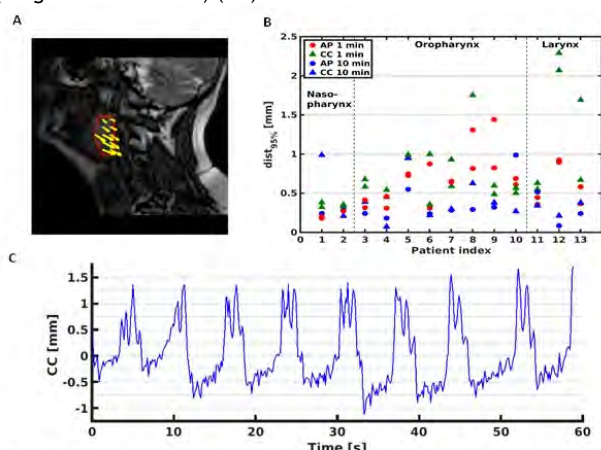 A
B
AP 1 min
CC 1 min
AP 10 min
CC 10 min
Oropharynx
Larynx
Naso-
pharynx
dist95% [mm]
2.5
2
1.5
1
0.5
0
0 1 2 3 4 5 6 7 8 9 10 11 12 13
Patient index
C
CC [mm]
1.5
1
0.5
0
-0.5
-1
0 10 20 30 40 50 60
Time [s]